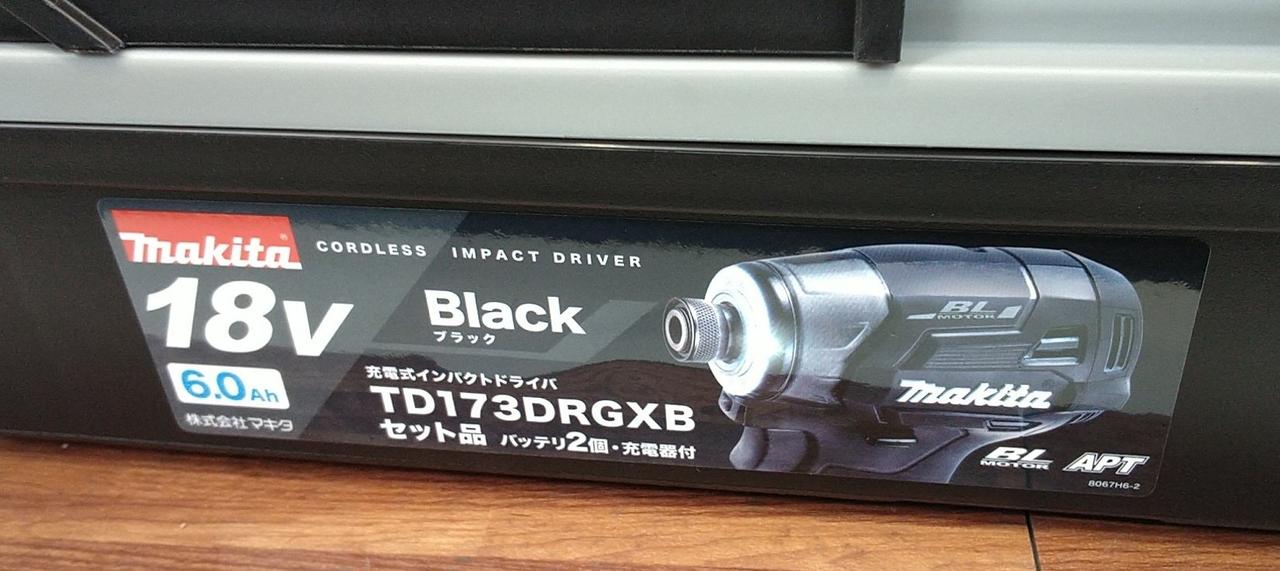 makita® CORDLESS IMPACT DRIVER
18V
Black
ブラック
6.0Ah
株式会社マキタ
充電式インパクトドライバ
TD173DRGXB
セット品 バッテリ2個・充電器付
BL MOTOR
makita
BL MOTOR APT
8067H6-2